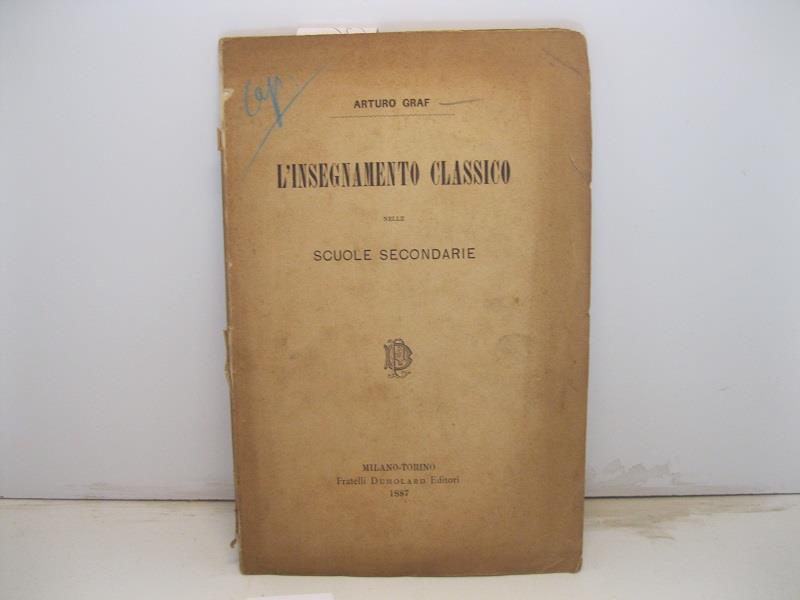 ARTURO GRAF
L'INSEGNAMENTO CLASSICO
NELLE
SCUOLE SECONDARIE
MILANO-TORINO
Fratelli DUMOLARD Editori
1887